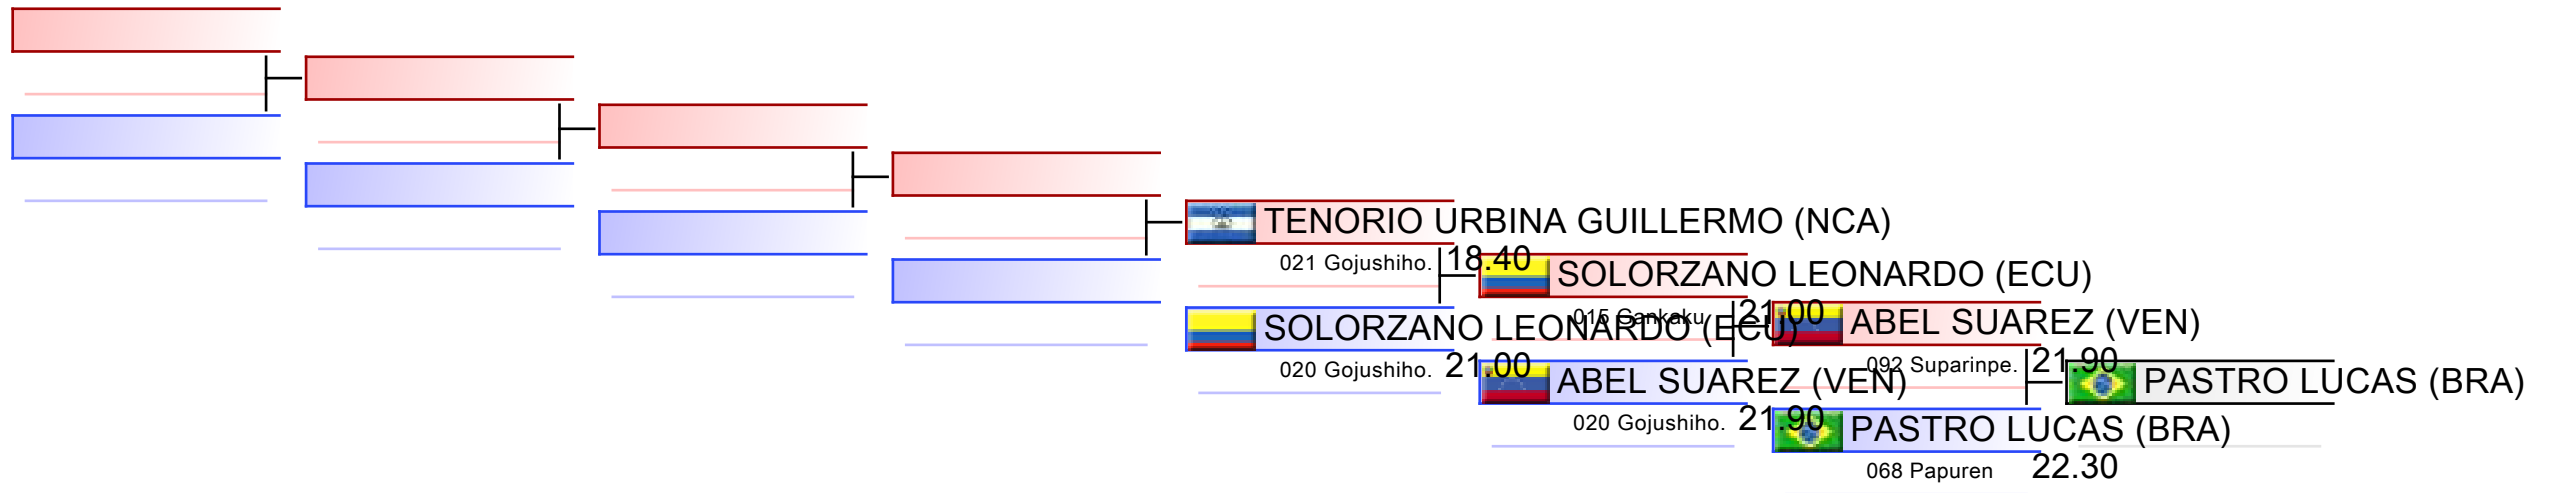 TENORIO URBINA GUILLERMO (NCA)
021 Gojushiho. 18.40
SOLORZANO LEONARDO (ECU)
020 Gojushiho. 21.00
SOLORZANO LEONARDO (ECU)
015 Gankaku 21.00
ABEL SUAREZ (VEN)
020 Gojushiho. 21.90
ABEL SUAREZ (VEN)
092 Suparinpe. 21.90
PASTRO LUCAS (BRA)
068 Papuren 22.30
PASTRO LUCAS (BRA)